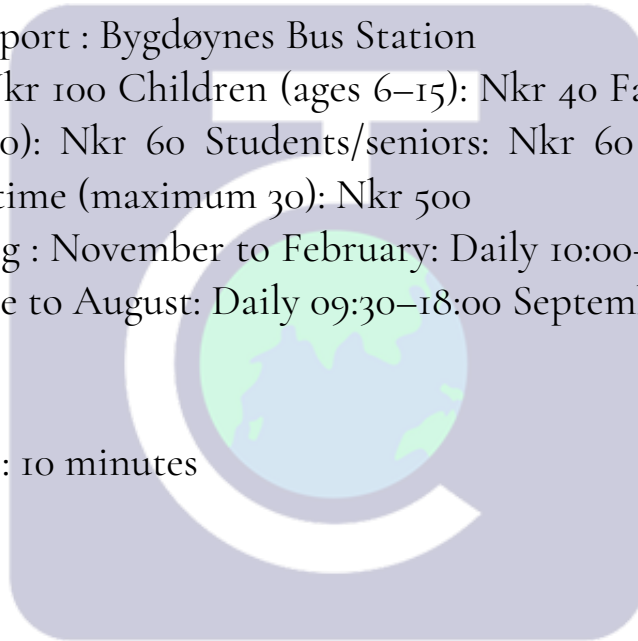 port : Bygdøynes Bus Station
kr 100 Children (ages 6–15): Nkr 40 Fa
0): Nkr 60 Students/seniors: Nkr 60
time (maximum 30): Nkr 500
g : November to February: Daily 10:00–
e to August: Daily 09:30–18:00 Septem
: 10 minutes